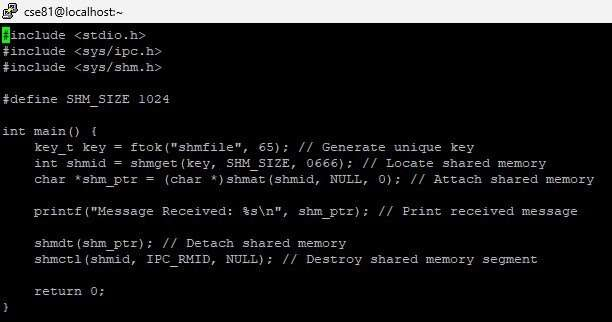 cse81@localhost:~
#include <stdio.h>
#include <sys/ipc.h>
#include <sys/shm.h>
#define SHM_SIZE 1024
int main() {
key_t key = ftok("shmfile", 65); // Generate unique key
int shmid = shmget(key, SHM_SIZE, 0666); // Locate shared memory
char *shm_ptr = (char *)shmat(shmid, NULL, 0); // Attach shared memory
printf("Message Received: %s\n", shm_ptr); // Print received message
shmdt(shm_ptr); // Detach shared memory
shmctl(shmid, IPC_RMID, NULL); // Destroy shared memory segment
return 0;
}